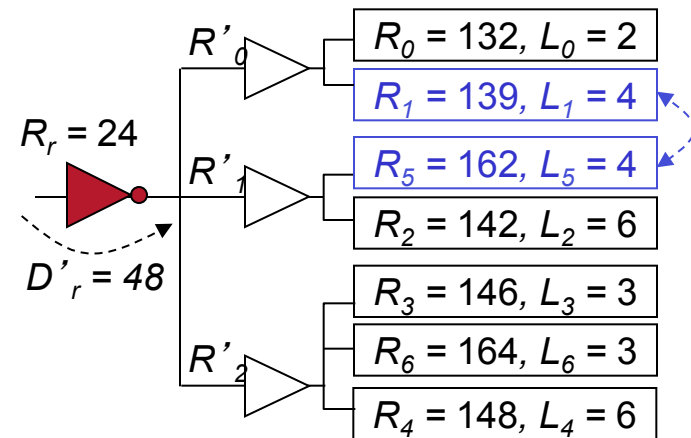 R'0
R0 = 132, L0 = 2
R1 = 139, L1 = 4
Rr = 24
R'1
R5 = 162, L5 = 4
R2 = 142, L2 = 6
D'r = 48
R3 = 146, L3 = 3
R'2
R6 = 164, L6 = 3
R4 = 148, L4 = 6